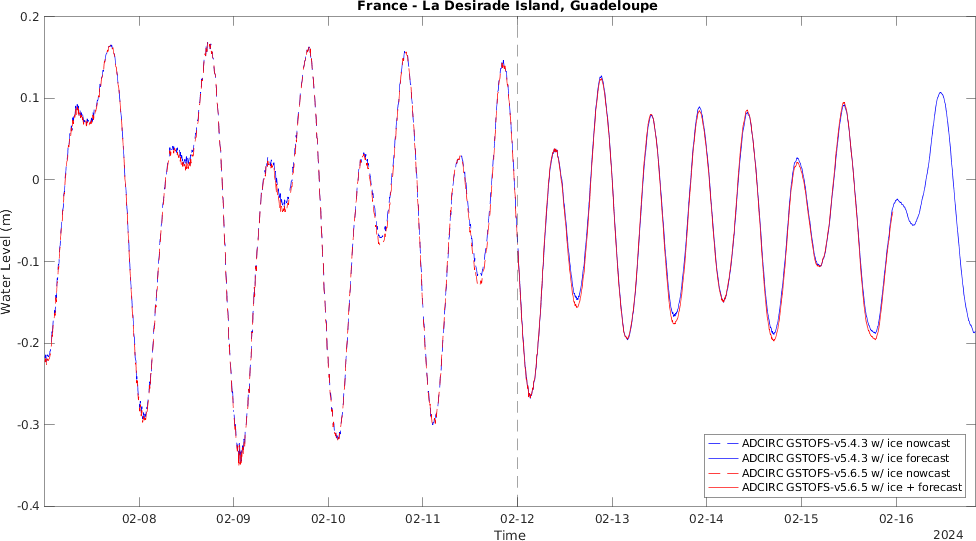 France - La Desirade Island, Guadeloupe
0.2
0.1
0
-0.1
-0.2
-0.3
-0.4
Water Level (m)
02-08
02-09
02-10
02-11
02-12
02-13
02-14
02-15
02-16
Time
2024
ADCIRC GSTOFS-v5.4.3 w/ ice nowcast
ADCIRC GSTOFS-v5.4.3 w/ ice forecast
ADCIRC GSTOFS-v5.6.5 w/ ice nowcast
ADCIRC GSTOFS-v5.6.5 w/ ice + forecast